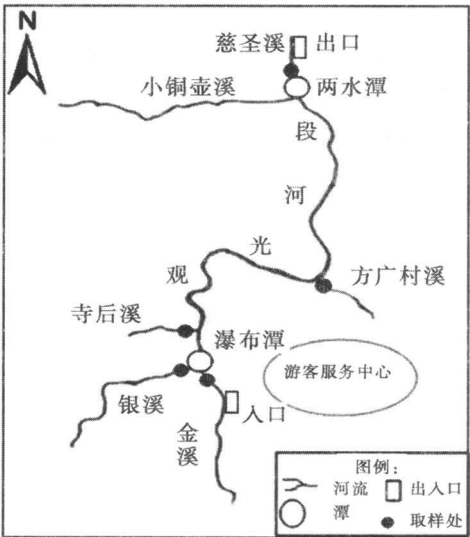 N
慈圣溪 出口
小铜壶溪 两水潭
段
河
光
观 方广村溪
寺后溪
瀑布潭
游客服务中心
银溪 入口
金溪
图例：
河流 出入口
潭 取样处